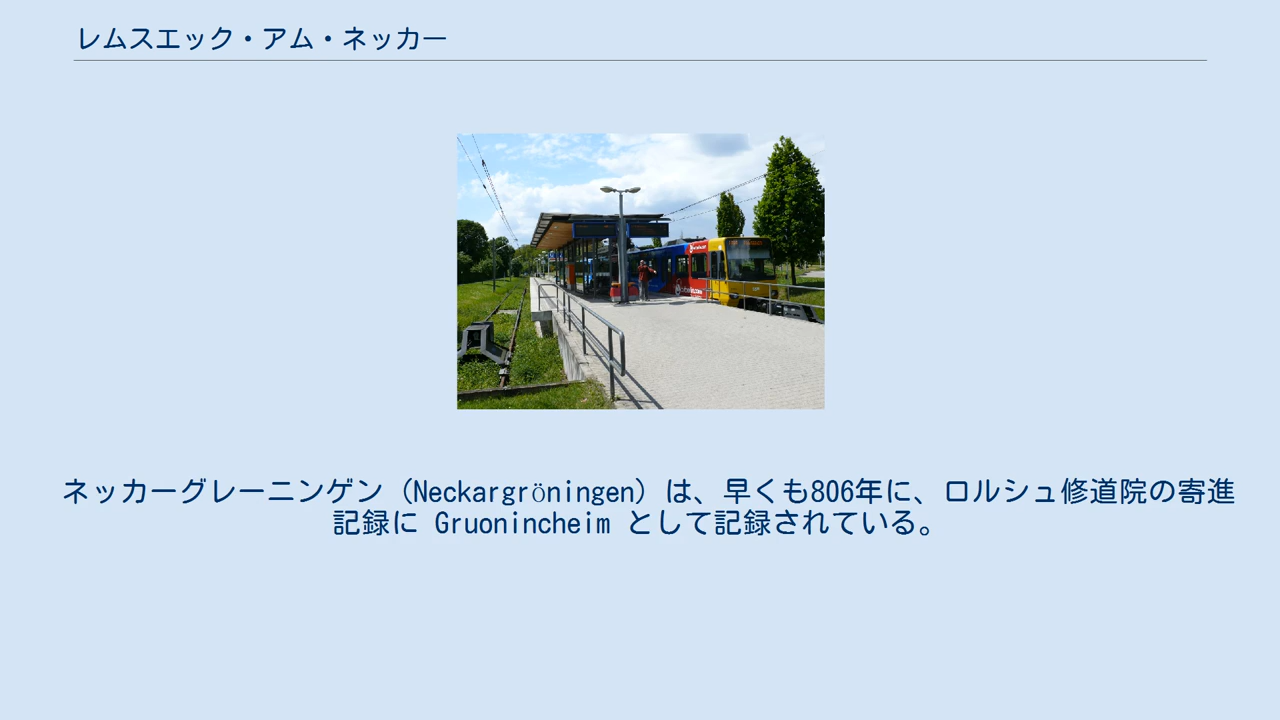 レムスエック・アム・ネッカー
ネッカーグレーニンゲン (Neckargröningen) は、早くも806年に、ロルシュ修道院の寄進
記録に Gruonincheim として記録されている。